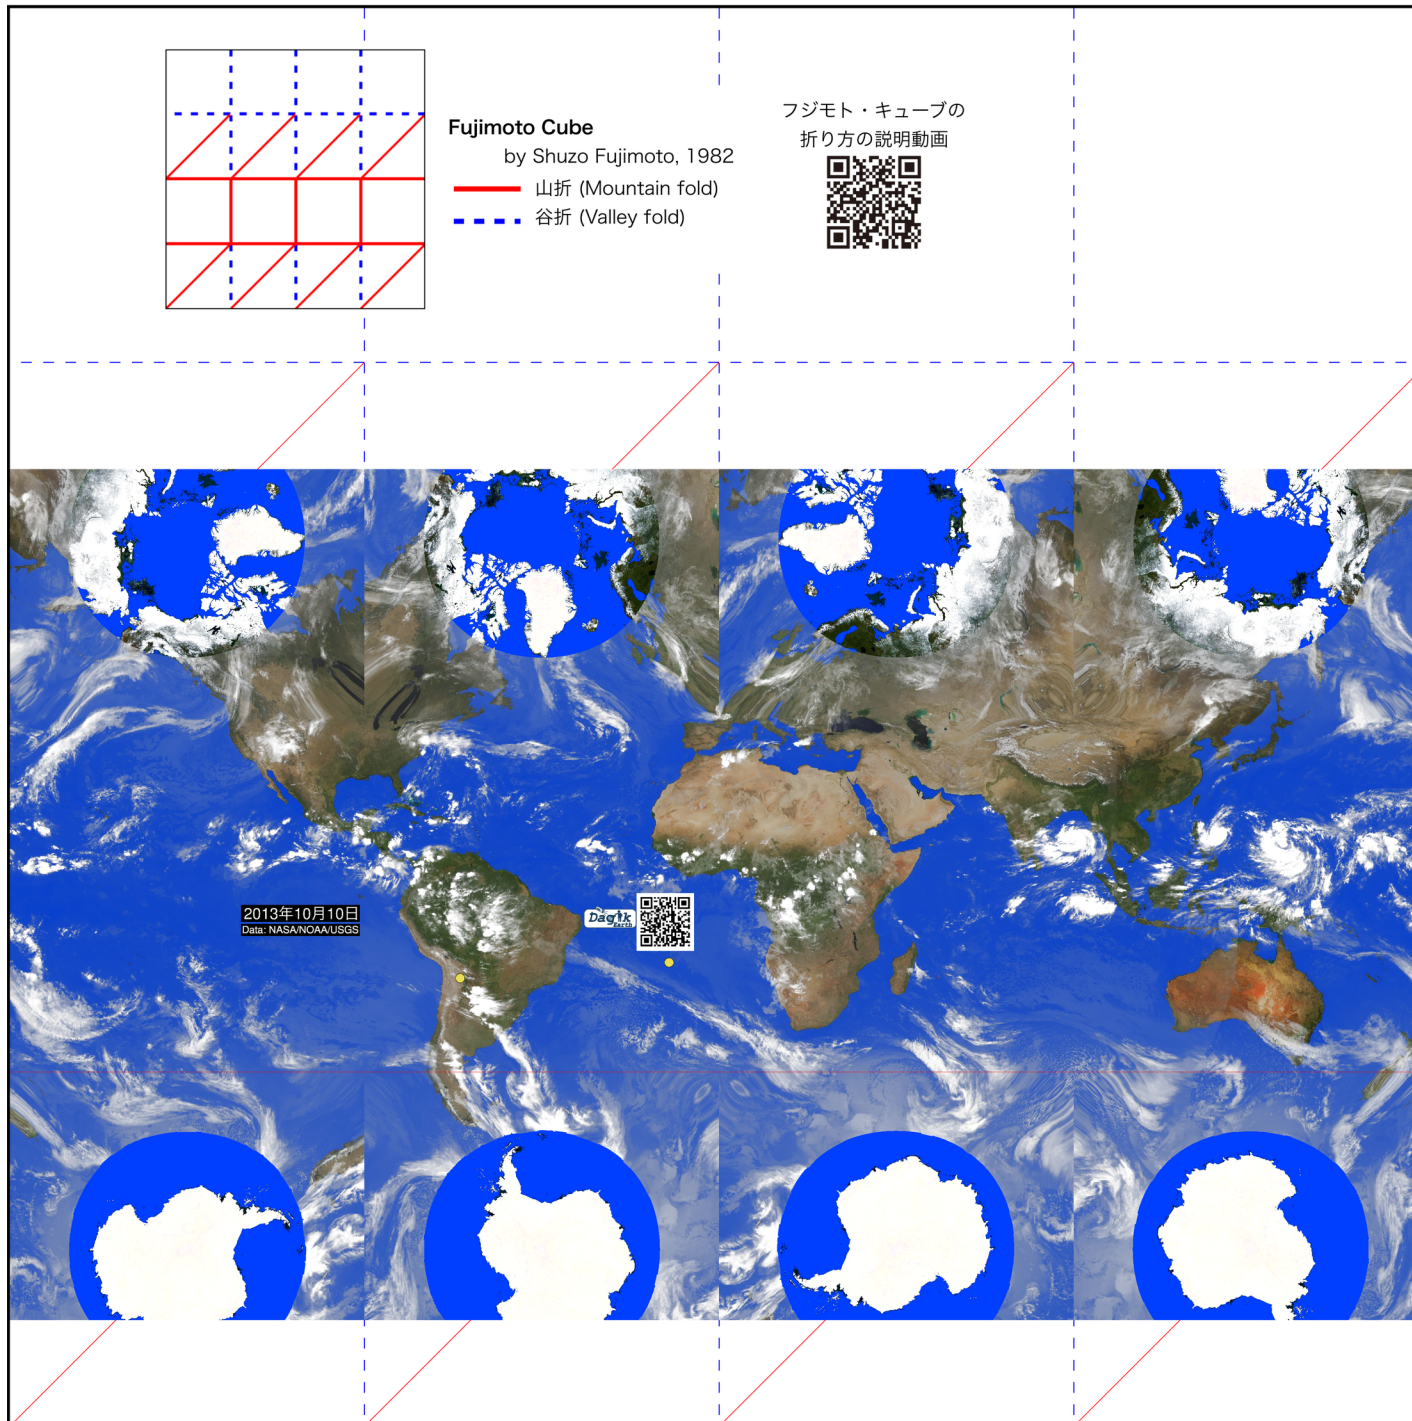 Fujimoto Cube
by Shuzo Fujimoto, 1982
山折 (Mountain fold)
谷折 (Valley fold)
フジモト・キューブの
折り方の説明動画
2013年10月10日
Data: NASA/NOAA/USGS
Dagik
Earth